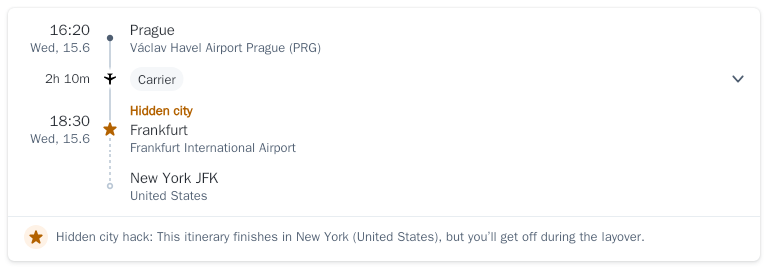 16:20 Prague
Wed, 15.6 Václav Havel Airport Prague (PRG)
2h 10m Carrier
Hidden city
18:30 Frankfurt
Wed, 15.6 Frankfurt International Airport
New York JFK
United States
Hidden city hack: This itinerary finishes in New York (United States), but you'll get off during the layover.